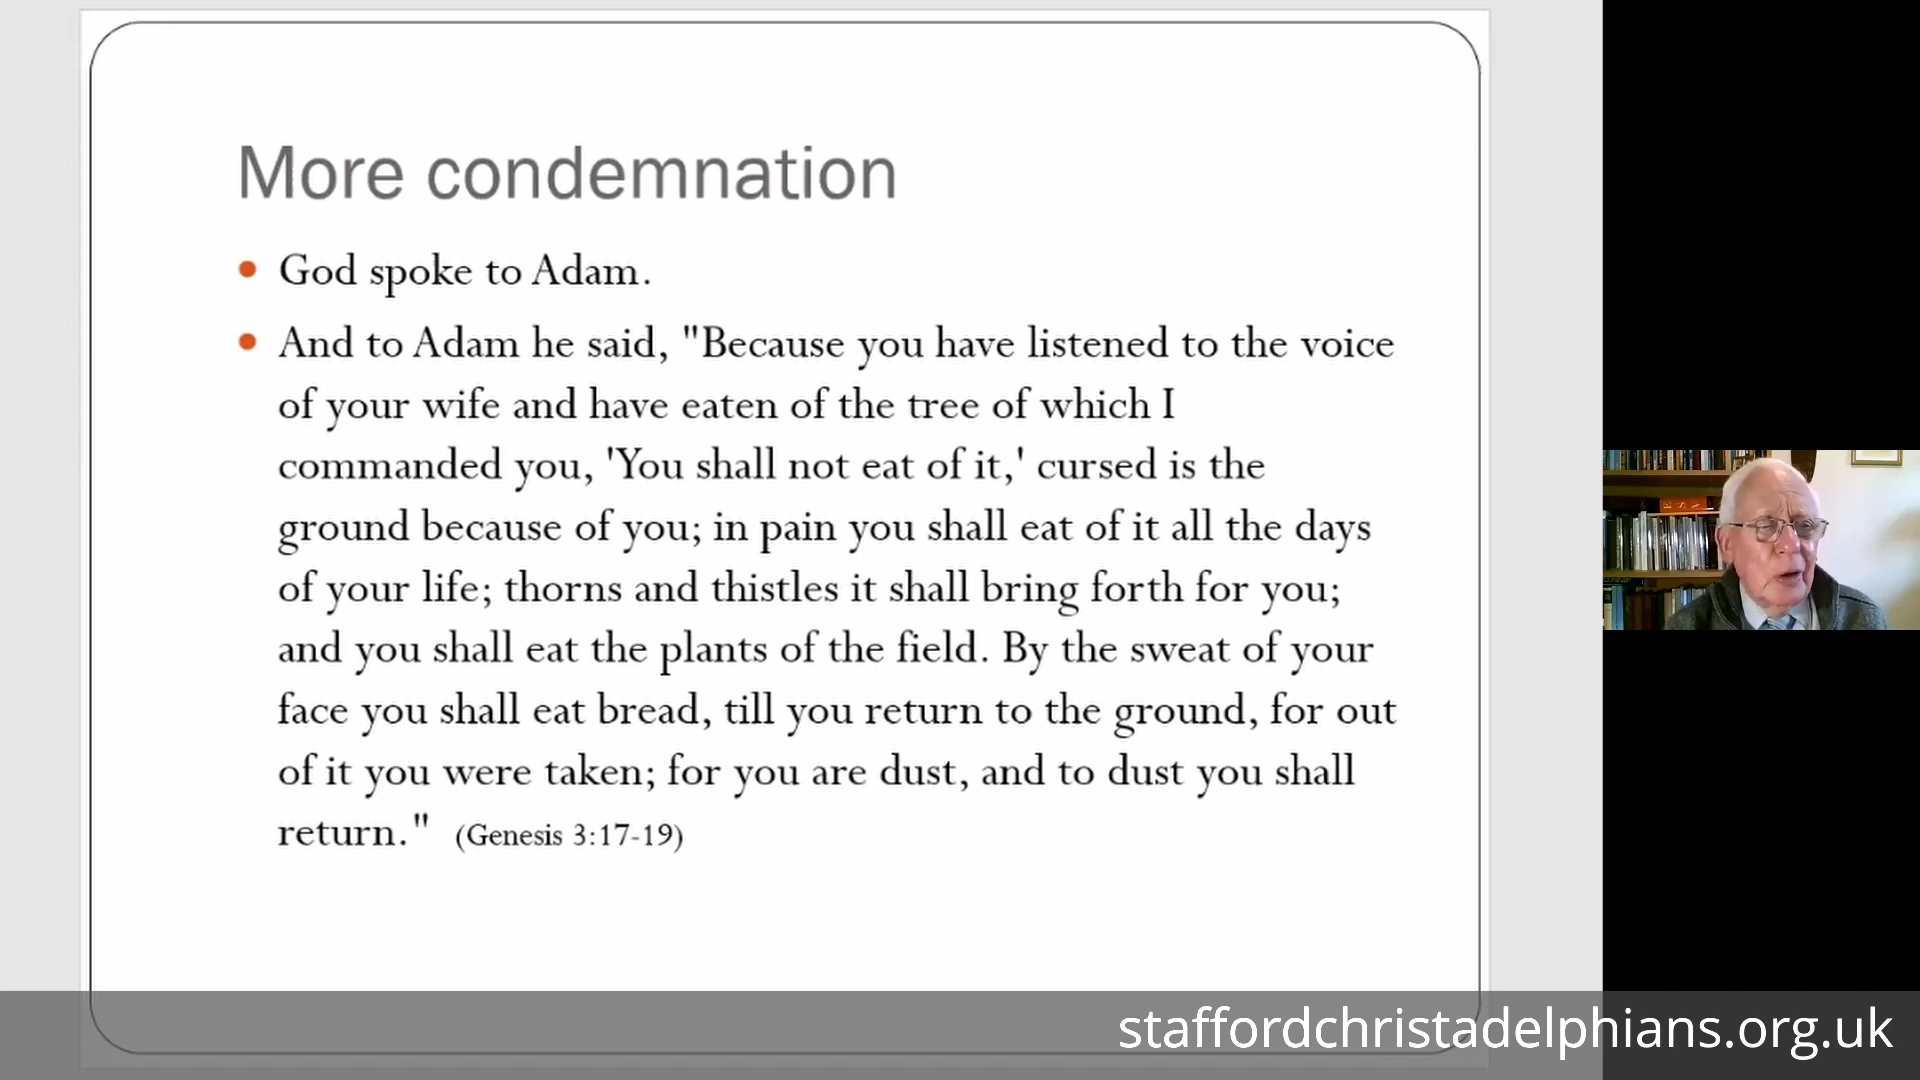 More condemnation
God spoke to Adam.
And to Adam he said, "Because you have listened to the voice
of your wife and have eaten of the tree of which I
commanded you, 'You shall not eat of it,' cursed is the
ground because of you; in pain you shall eat of it all the days
of your life; thorns and thistles it shall bring forth for you;
and you shall eat the plants of the field. By the sweat of your
face you shall eat bread, till you return to the ground, for out
of it you were taken; for you are dust, and to dust you shall
return." (Genesis 3:17-19)
staffordchristadelphians.org.uk